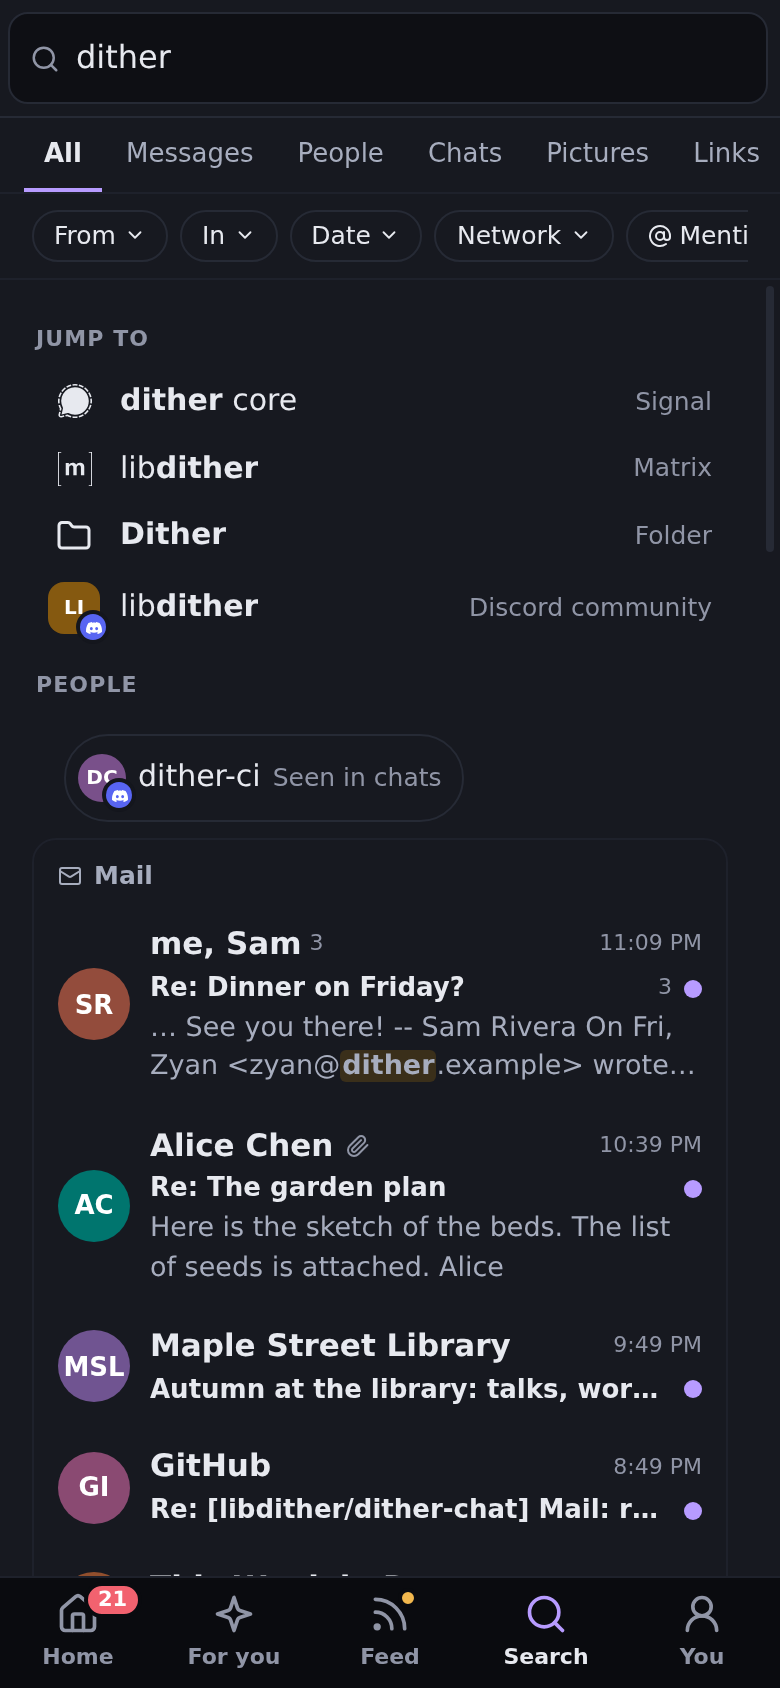 dither
All Messages People Chats Pictures Links
From In Date Network @ Menti
JUMP TO
dither core Signal
m libdither Matrix
Dither Folder
LI libdither Discord community
PEOPLE
DC dither-ci Seen in chats
Mail
me, Sam 3 11:09 PM
SR Re: Dinner on Friday? 3
… See you there! -- Sam Rivera On Fri,
Zyan <zyan@dither.example> wrote…
Alice Chen 10:39 PM
AC Re: The garden plan
Here is the sketch of the beds. The list
of seeds is attached. Alice
MSL Maple Street Library 9:49 PM
Autumn at the library: talks, wor…
GI GitHub 8:49 PM
Re: [libdither/dither-chat] Mail: r…
21
Home For you Feed Search You